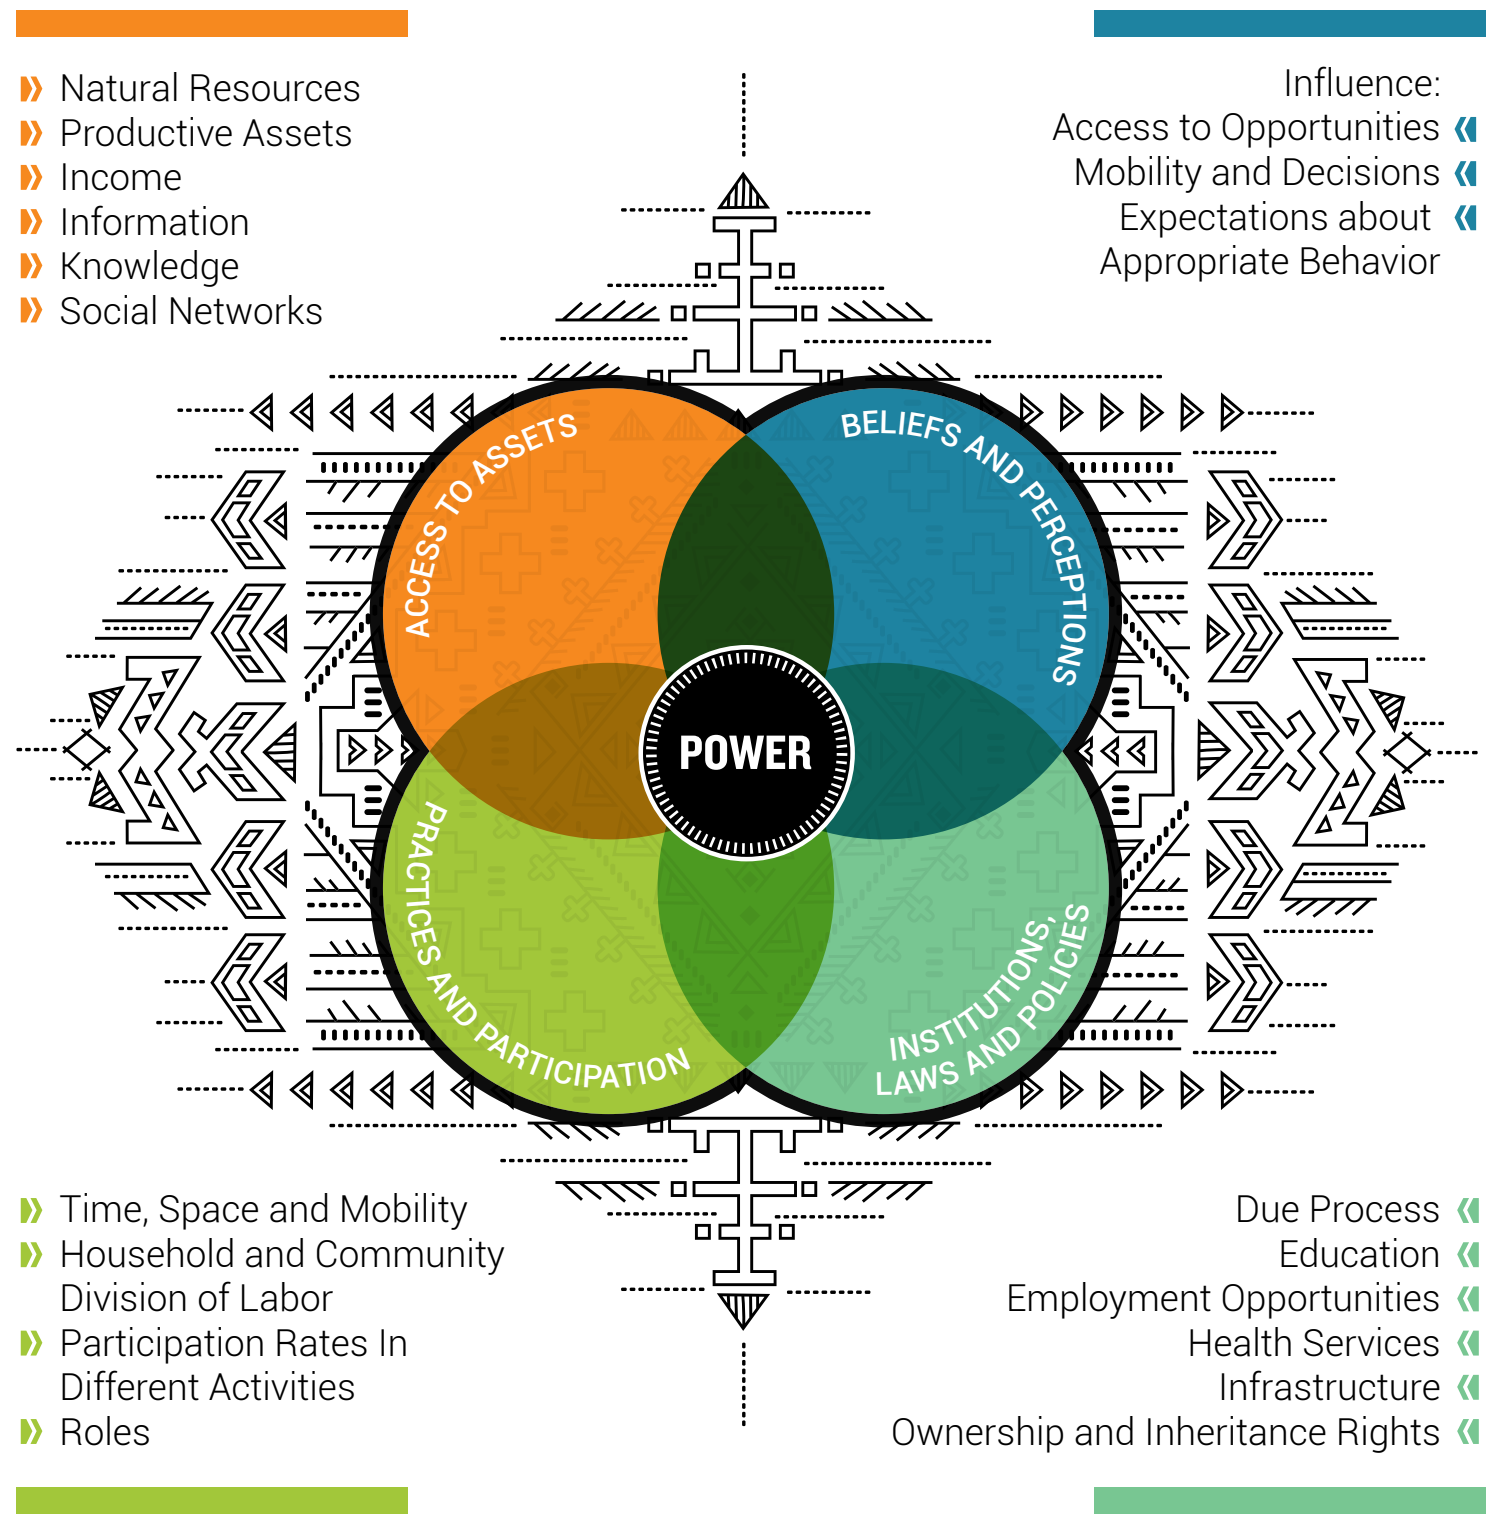 Natural Resources
Productive Assets
Income
Information
Knowledge
Social Networks
Influence:
Access to Opportunities
Mobility and Decisions
Expectations about
Appropriate Behavior
ACCESS TO ASSETS
BELIEFS AND PERCEPTIONS
POWER
PRACTICES AND PARTICIPATION
INSTITUTIONS,
LAWS AND POLICIES
Time, Space and Mobility
Household and Community
Division of Labor
Participation Rates In
Different Activities
Roles
Due Process
Education
Employment Opportunities
Health Services
Infrastructure
Ownership and Inheritance Rights